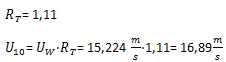 R_T= 1,11
U_10 = U_W·R_T= 15,224 m/s·1,11= 16,89 m/s